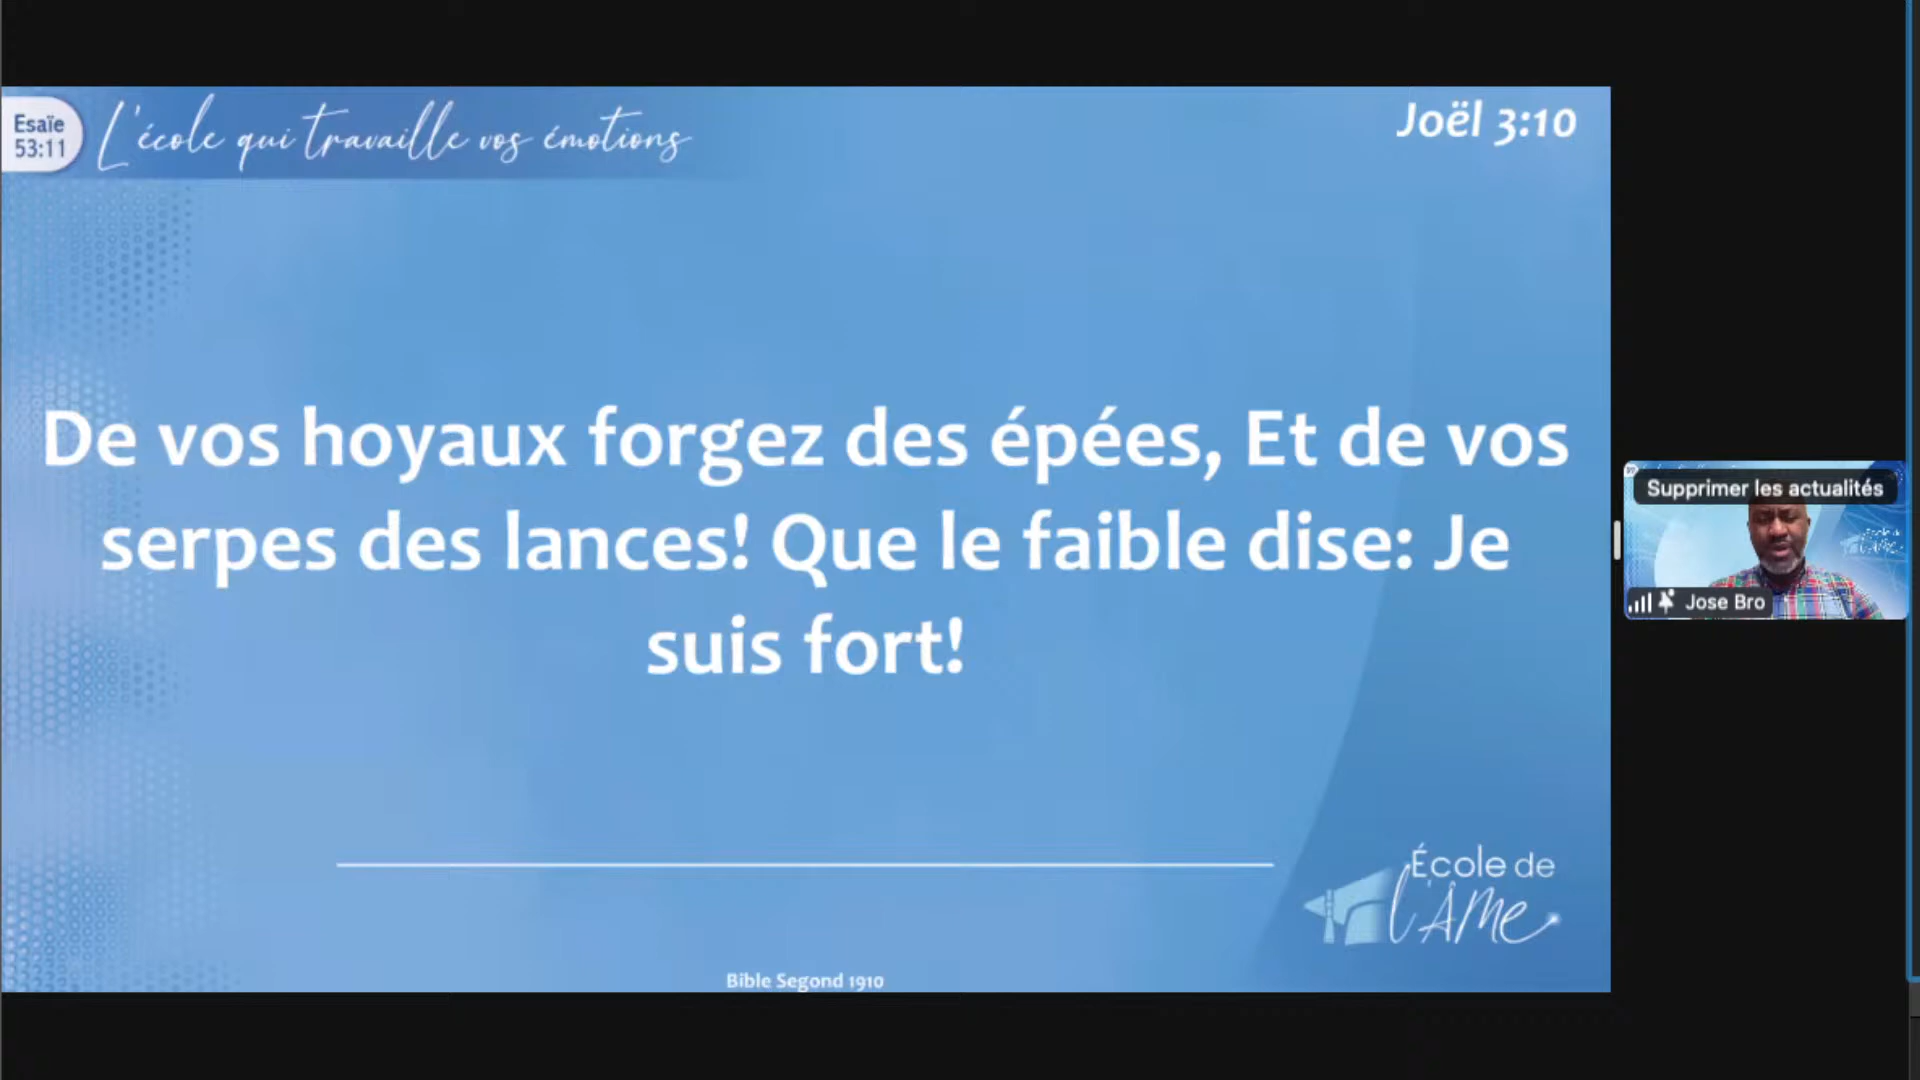 Esaïe
53:11
L'école qui travaille vos émotions
Joël 3:10
De vos hoyaux forgez des épées, Et de vos
serpes des lances! Que le faible dise: Je
suis fort!
Supprimer les actualités
Jose Bro
École de
l'Âme
Bible Segond 1910